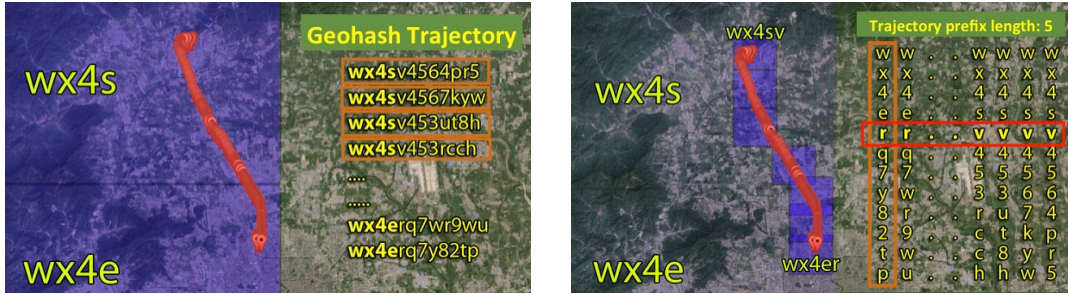 Geohash Trajectory
wx4s
wx4sv4564pr5
wx4sv4567kyw
wx4sv453ut8h
wx4sv453rcch
....
.....
wx4erq7wr9wu
wx4erq7y82tp
wx4e
Trajectory prefix length: 5
wx4sv
wx4s
w w . . w w w w
x x . . x x x x
4 4 . . 4 4 4 4
e e . . s s s s
r r . . v v v v
q q . . 4 4 4 4
7 7 . . 5 5 5 5
y w . . 3 3 6 6
8 r . . r u 7 4
2 9 . . c t k p
t w . . c 8 y r
p u . . h h w 5
wx4er
wx4e